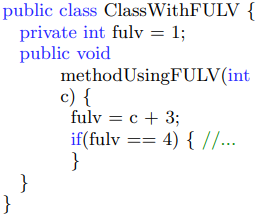 public class ClassWithFULV {
private int fulv = 1;
public void
methodUsingFULV(int
c) {
fulv = c + 3;
if(fulv == 4) { //...
}
}
}